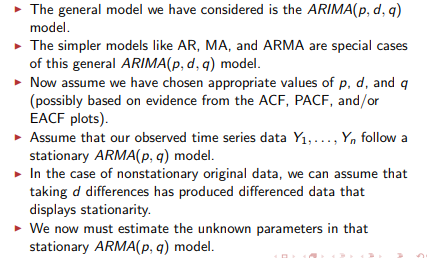 ► The general model we have considered is the ARIMA(p, d, q)
model.
► The simpler models like AR, MA, and ARMA are special cases
of this general ARIMA(p, d, q) model.
► Now assume we have chosen appropriate values of p, d, and q
(possibly based on evidence from the ACF, PACF, and/or
EACF plots).
► Assume that our observed time series data Y₁, . . . , Yₙ follow a
stationary ARMA(p, q) model.
► In the case of nonstationary original data, we can assume that
taking d differences has produced differenced data that
displays stationarity.
► We now must estimate the unknown parameters in that
stationary ARMA(p, q) model.